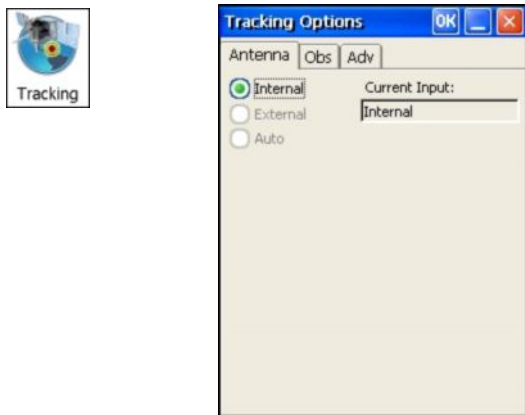 Tracking
Tracking Options OK
Antenna Obs Adv
Internal Current Input:
External Internal
Auto